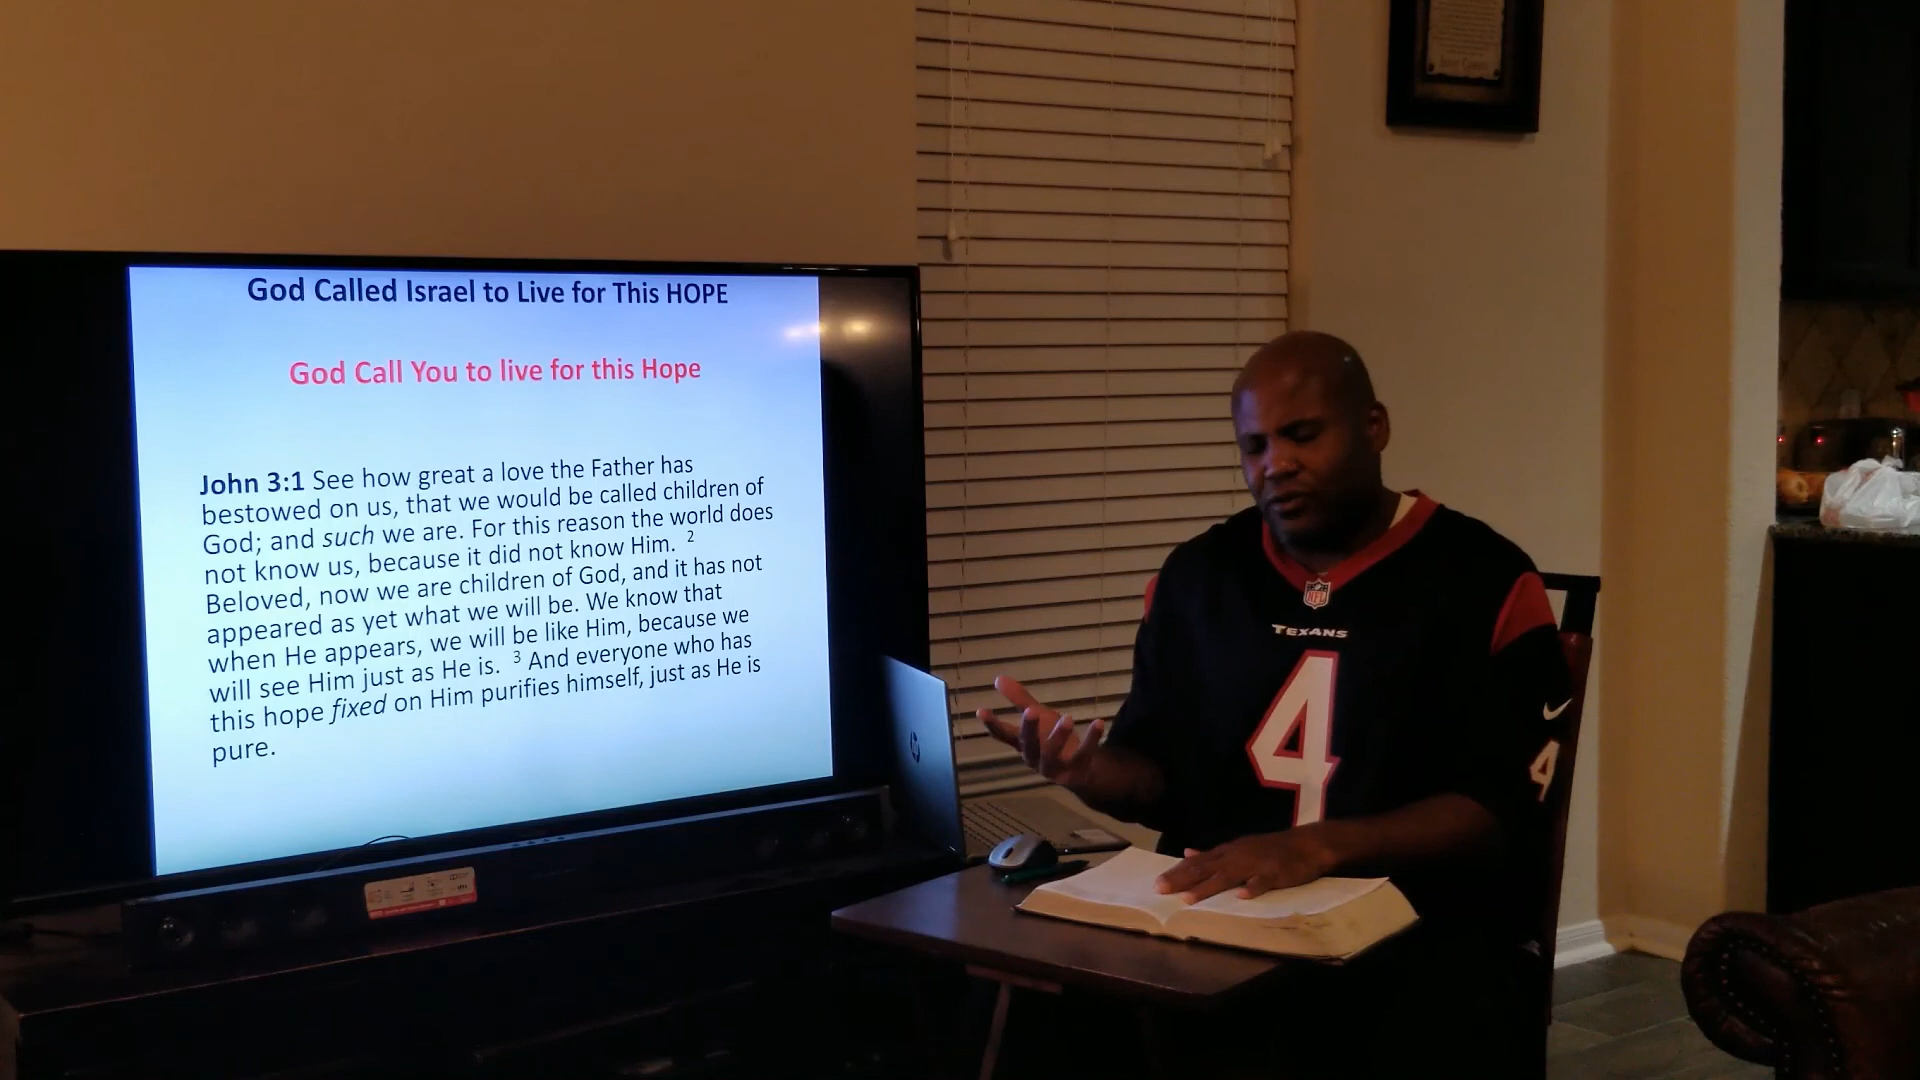 God Called Israel to Live for This HOPE
God Call You to live for this Hope
John 3:1 See how great a love the Father has
bestowed on us, that we would be called children of
God; and such we are. For this reason the world does
not know us, because it did not know Him. 2
Beloved, now we are children of God, and it has not
appeared as yet what we will be. We know that
when He appears, we will be like Him, because we
will see Him just as He is. 3 And everyone who has
this hope fixed on Him purifies himself, just as He is
pure.
hp
NFL
TEXANS
4
4